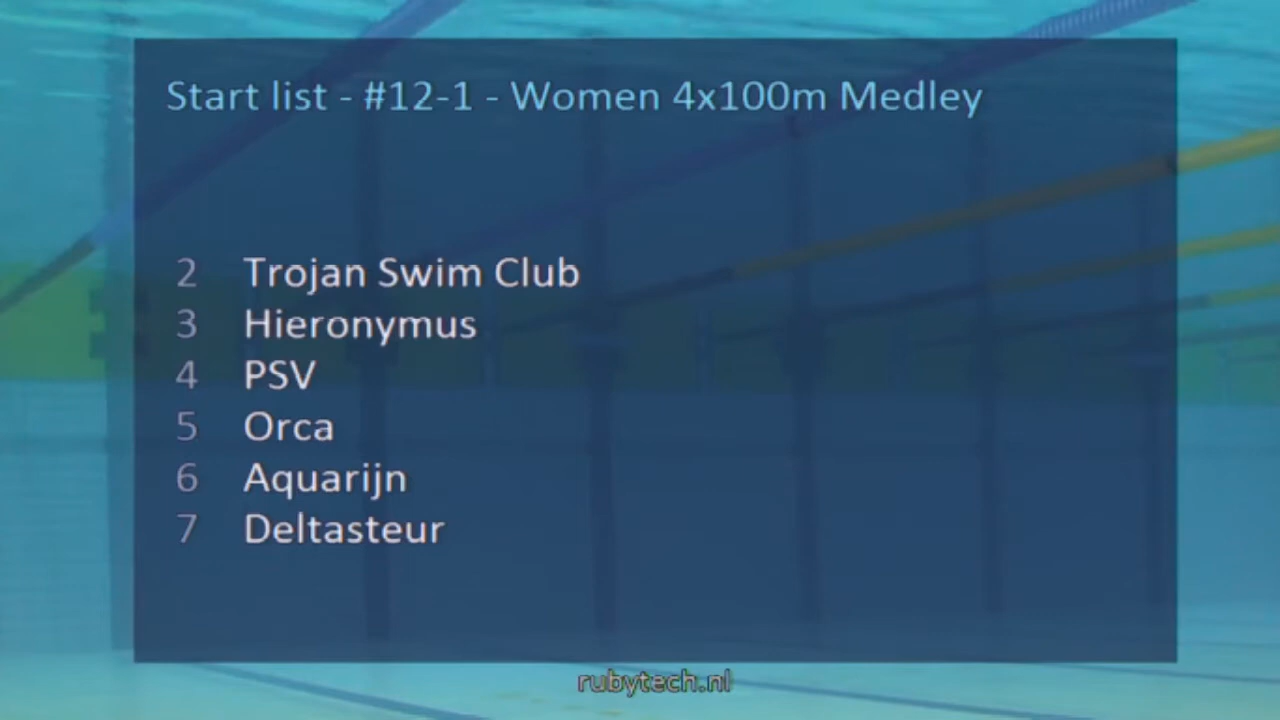 Start list - #12-1 - Women 4x100m Medley
2 Trojan Swim Club
3 Hieronymus
4 PSV
5 Orca
6 Aquarijn
7 Deltasteur
rubytech.nl